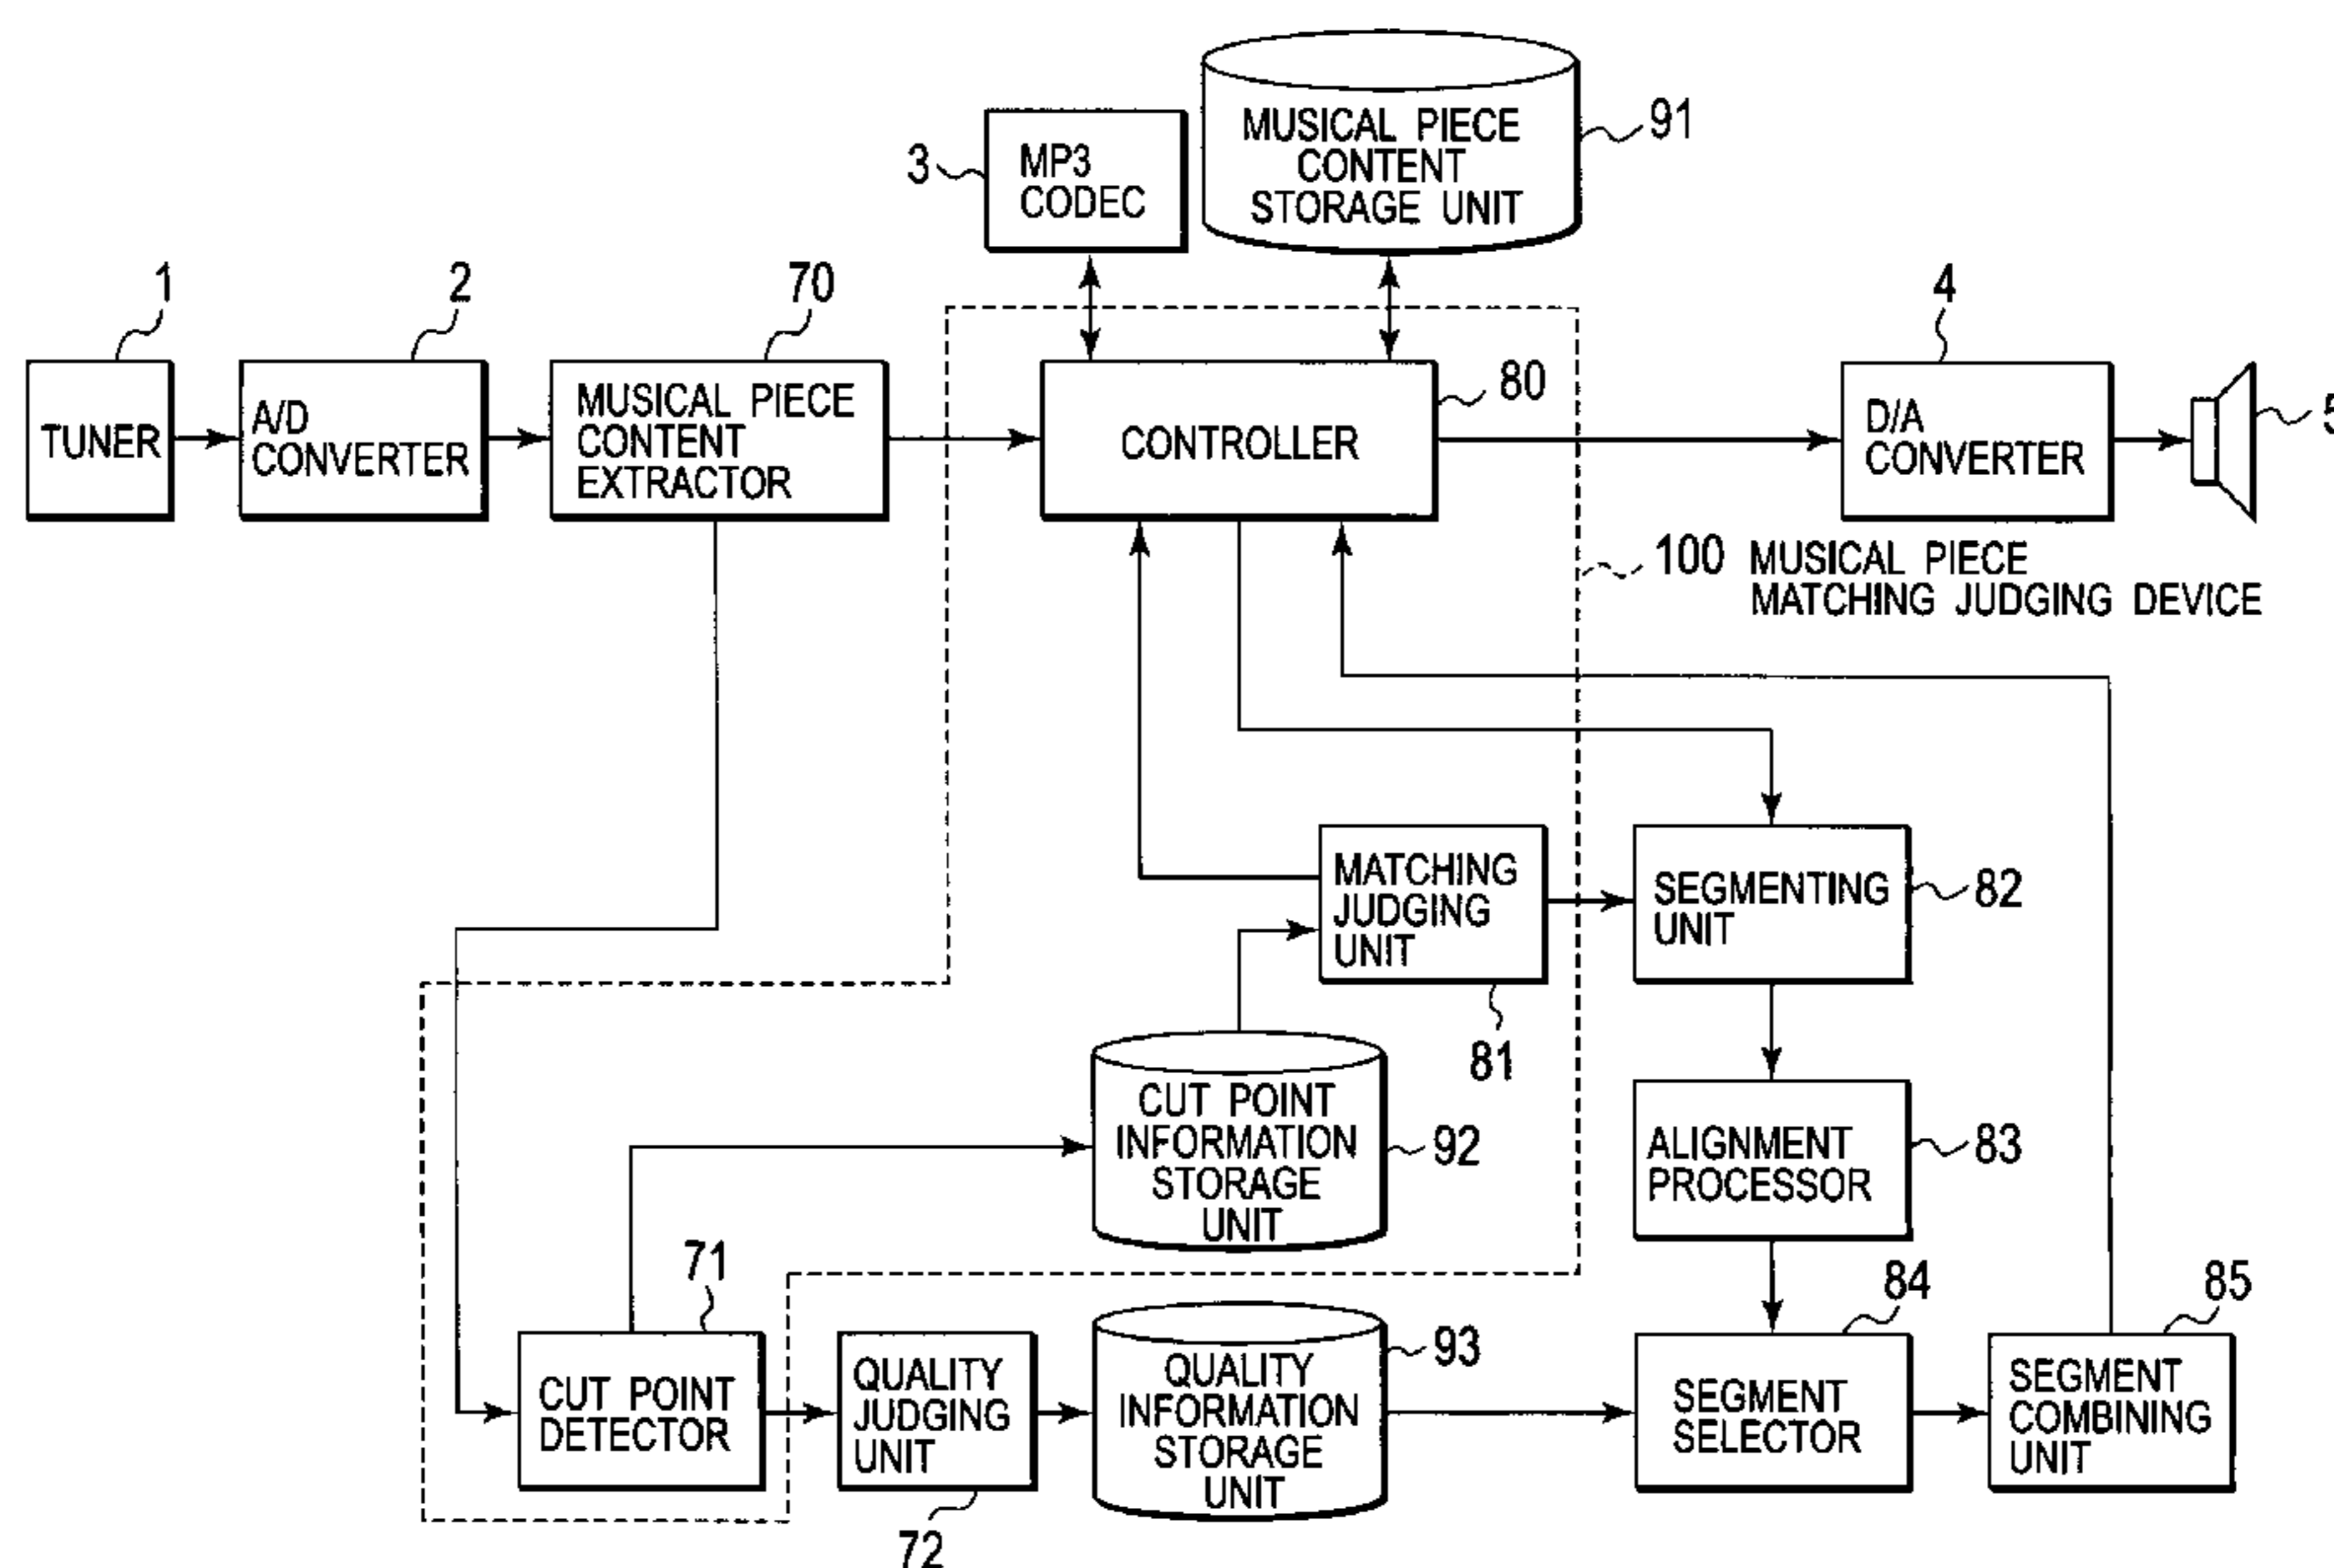 91
MUSICAL PIECE
CONTENT
STORAGE UNIT
3
MP3
CODEC
1
2
70
4
TUNER
A/D
CONVERTER
MUSICAL PIECE
CONTENT
EXTRACTOR
80
CONTROLLER
D/A
CONVERTER
5
100 MUSICAL PIECE
MATCHING JUDGING DEVICE
MATCHING
JUDGING
UNIT
81
SEGMENTING
UNIT
82
CUT POINT
INFORMATION
STORAGE
UNIT
92
ALIGNMENT
PROCESSOR
83
71
CUT POINT
DETECTOR
QUALITY
JUDGING
UNIT
72
QUALITY
INFORMATION
STORAGE
UNIT
93
84
SEGMENT
SELECTOR
85
SEGMENT
COMBINING
UNIT